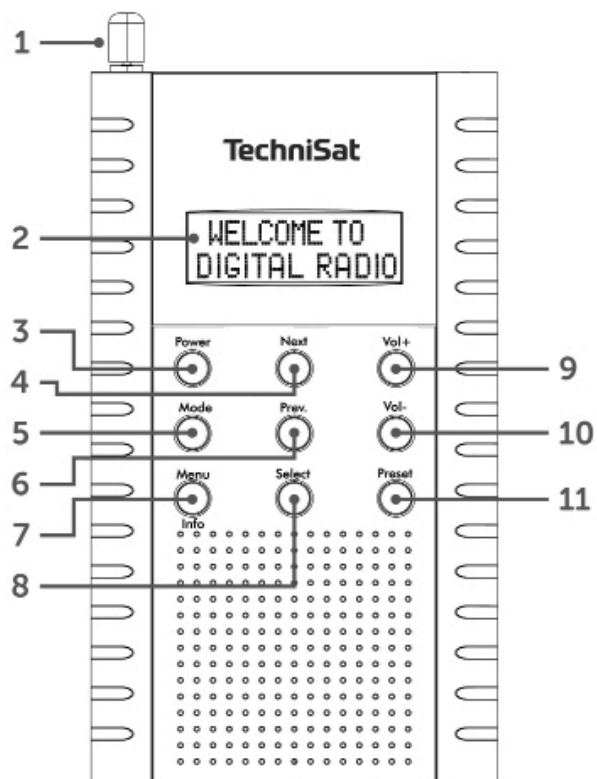 1
TechniSat
2
WELCOME TO
DIGITAL RADIO
3
Power
Next
Vol+
4
9
5
Mode
Prev.
Vol-
6
10
7
Menu
Select
Preset
Info
8
11